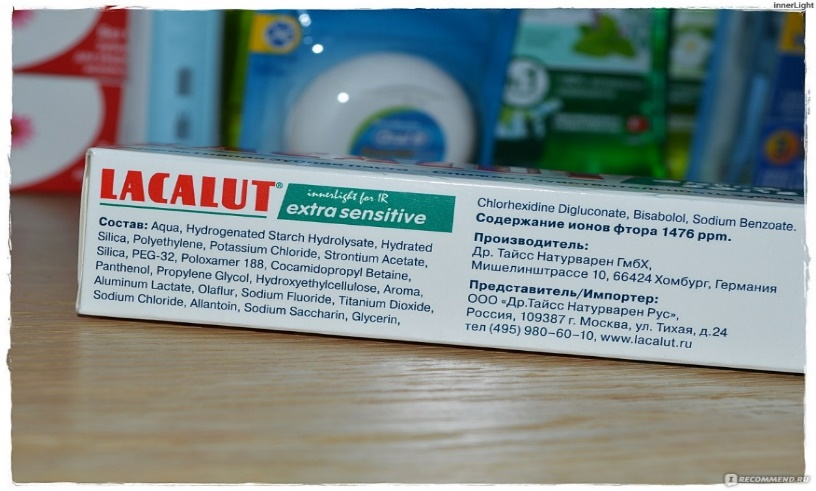 innerLight
LACALUT®
innerLight for IR
extra sensitive
Состав: Aqua, Hydrogenated Starch Hydrolysate, Hydrated
Silica, Polyethylene, Potassium Chloride, Strontium Acetate,
Silica, PEG-32, Poloxamer 188, Cocamidopropyl Betaine,
Panthenol, Propylene Glycol, Hydroxyethylcellulose, Aroma,
Aluminum Lactate, Olaflur, Sodium Fluoride, Titanium Dioxide,
Sodium Chloride, Allantoin, Sodium Saccharin, Glycerin,
Chlorhexidine Digluconate, Bisabolol, Sodium Benzoate.
Содержание ионов фтора 1476 ppm.
Производитель:
Др. Тайсс Натурварен ГмбХ,
Мишелинштрассе 10, 66424 Хомбург, Германия
Представитель/Импортер:
ООО «Др.Тайсс Натурварен Рус»,
Россия, 109387 г. Москва, ул. Тихая, д.24
тел (495) 980-60-10, www.lacalut.ru
IRECOMMEND.RU